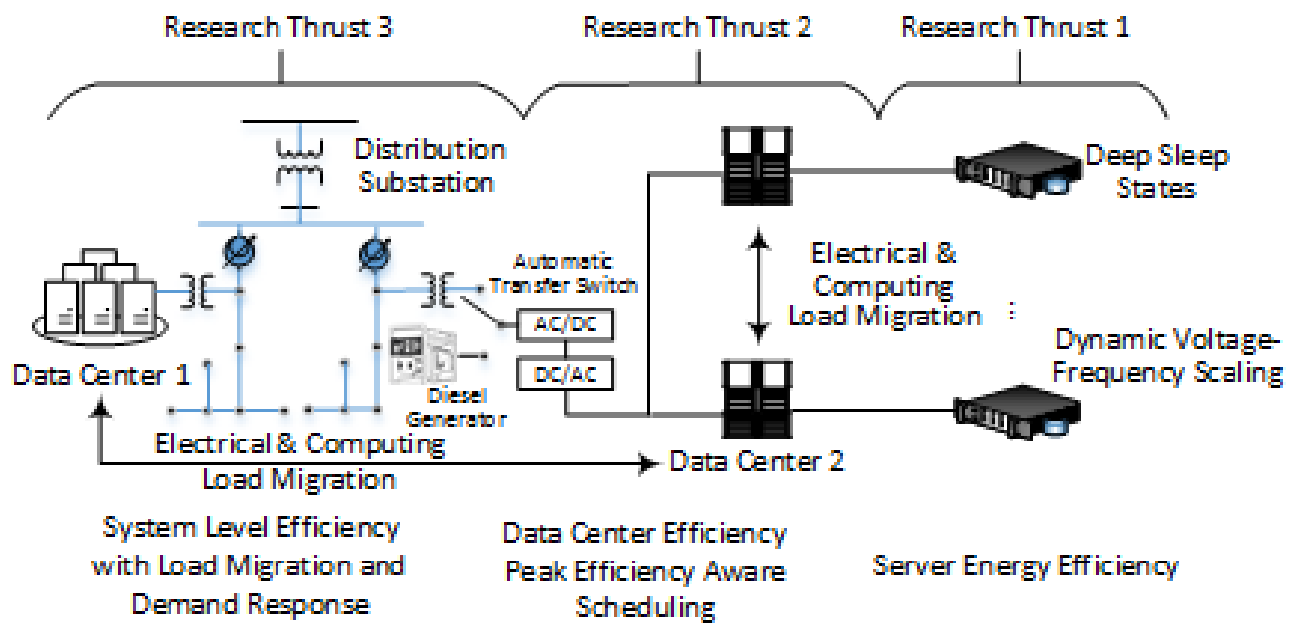 Research Thrust 3
Research Thrust 2
Research Thrust 1
Distribution
Substation
Deep Sleep
States
Automatic
Transfer Switch
Electrical &
Computing
Load Migration
⋮
AC/DC
DC/AC
Dynamic Voltage-
Frequency Scaling
Data Center 1
Diesel
Generator
Electrical & Computing
Load Migration
Data Center 2
System Level Efficiency
with Load Migration and
Demand Response
Data Center Efficiency
Peak Efficiency Aware
Scheduling
Server Energy Efficiency